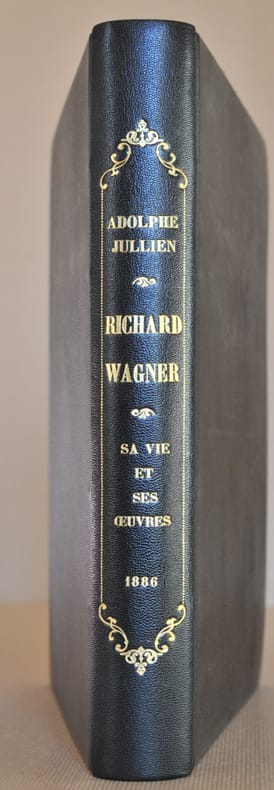 ADOLPHE
JULLIEN
RICHARD
WAGNER
SA VIE
ET
SES
ŒUVRES
1886